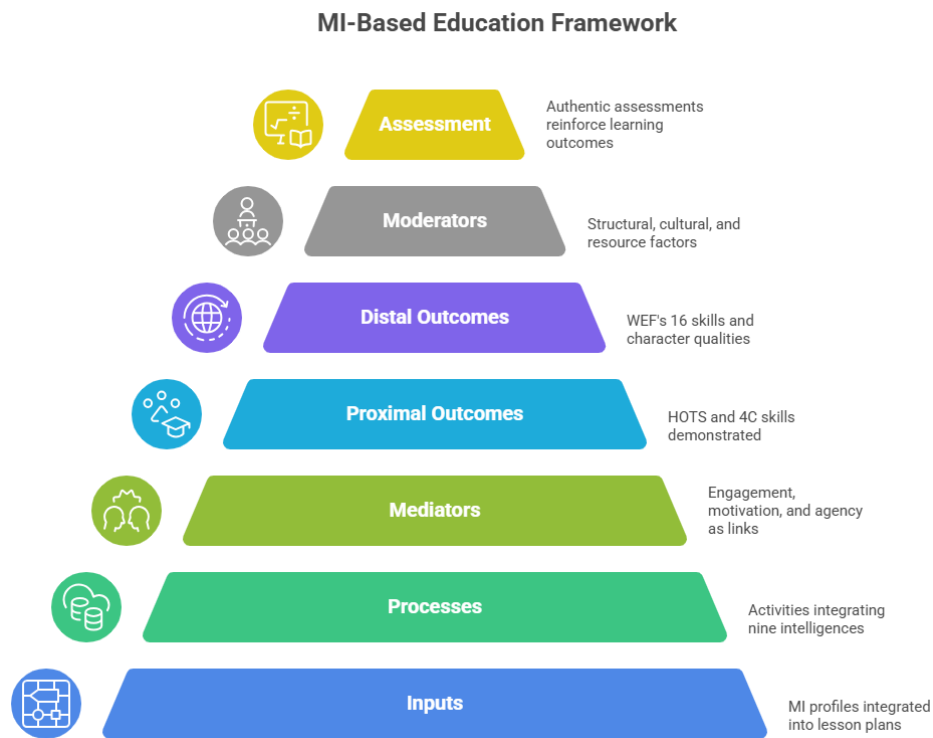 MI-Based Education Framework
Assessment
Authentic assessments
reinforce learning
outcomes
Moderators
Structural, cultural, and
resource factors
Distal Outcomes
WEF's 16 skills and
character qualities
Proximal Outcomes
HOTS and 4C skills
demonstrated
Mediators
Engagement,
motivation, and agency
as links
Processes
Activities integrating
nine intelligences
Inputs
MI profiles integrated
into lesson plans